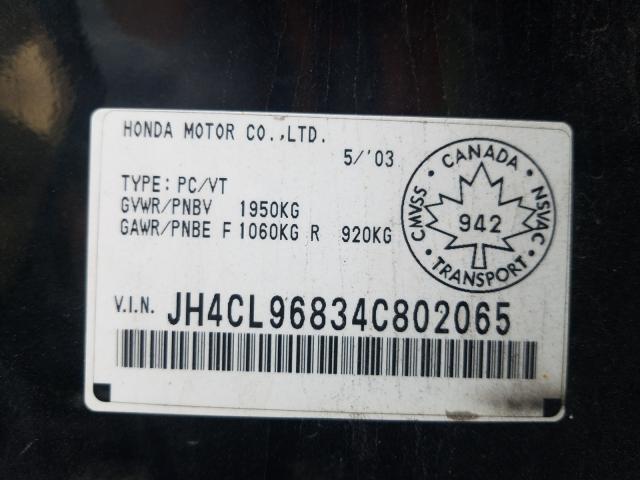 HONDA MOTOR CO.,LTD.
5/'03
TYPE: PC/VT
GVWR/PNBV 1950KG
GAWR/PNBE F 1060KG R 920KG
CANADA
CMVSS
NSVAC
942
TRANSPORT
V.I.N. JH4CL96834C802065